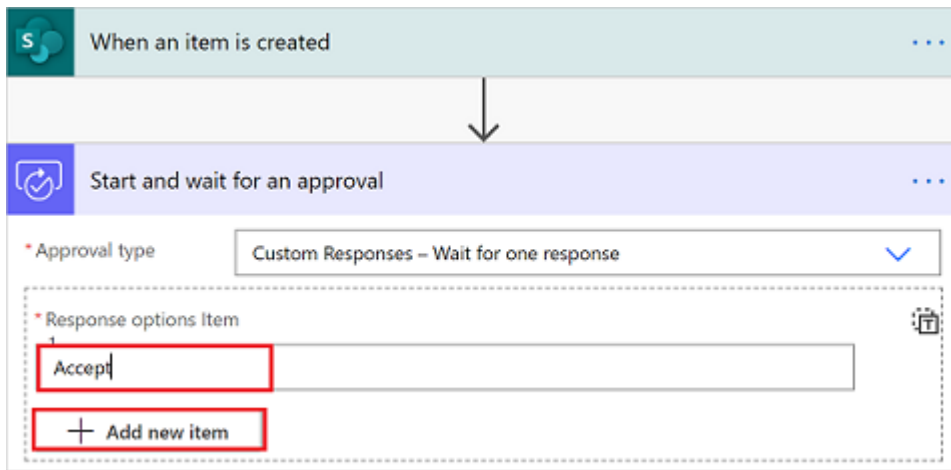 S
When an item is created
Start and wait for an approval
* Approval type
Custom Responses – Wait for one response
* Response options Item
1
Accept
+ Add new item
T